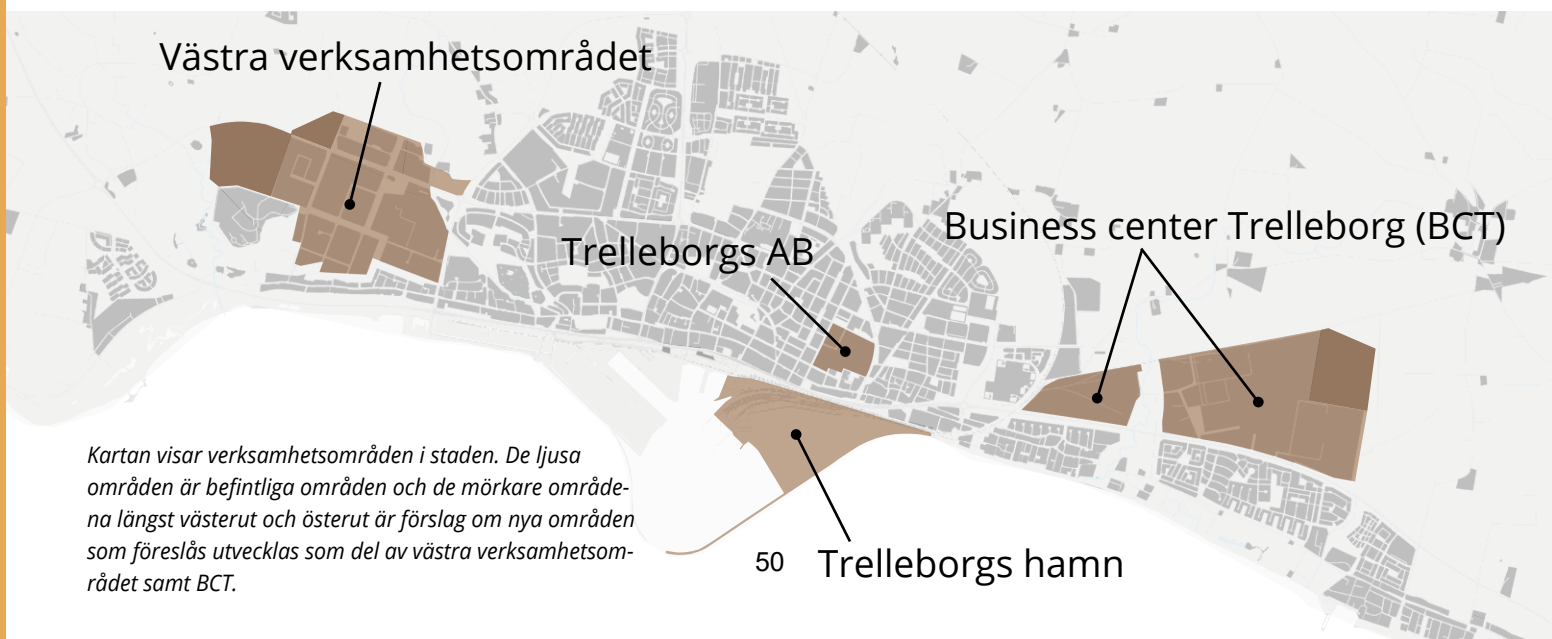 Västra verksamhetsområdet
Business center Trelleborg (BCT)
Trelleborgs AB
Kartan visar verksamhetsområden i staden. De ljusa
områden är befintliga områden och de mörkare område-
na längst västerut och österut är förslag om nya områden
som föreslås utvecklas som del av västra verksamhetsom-
rådet samt BCT.
50
Trelleborgs hamn